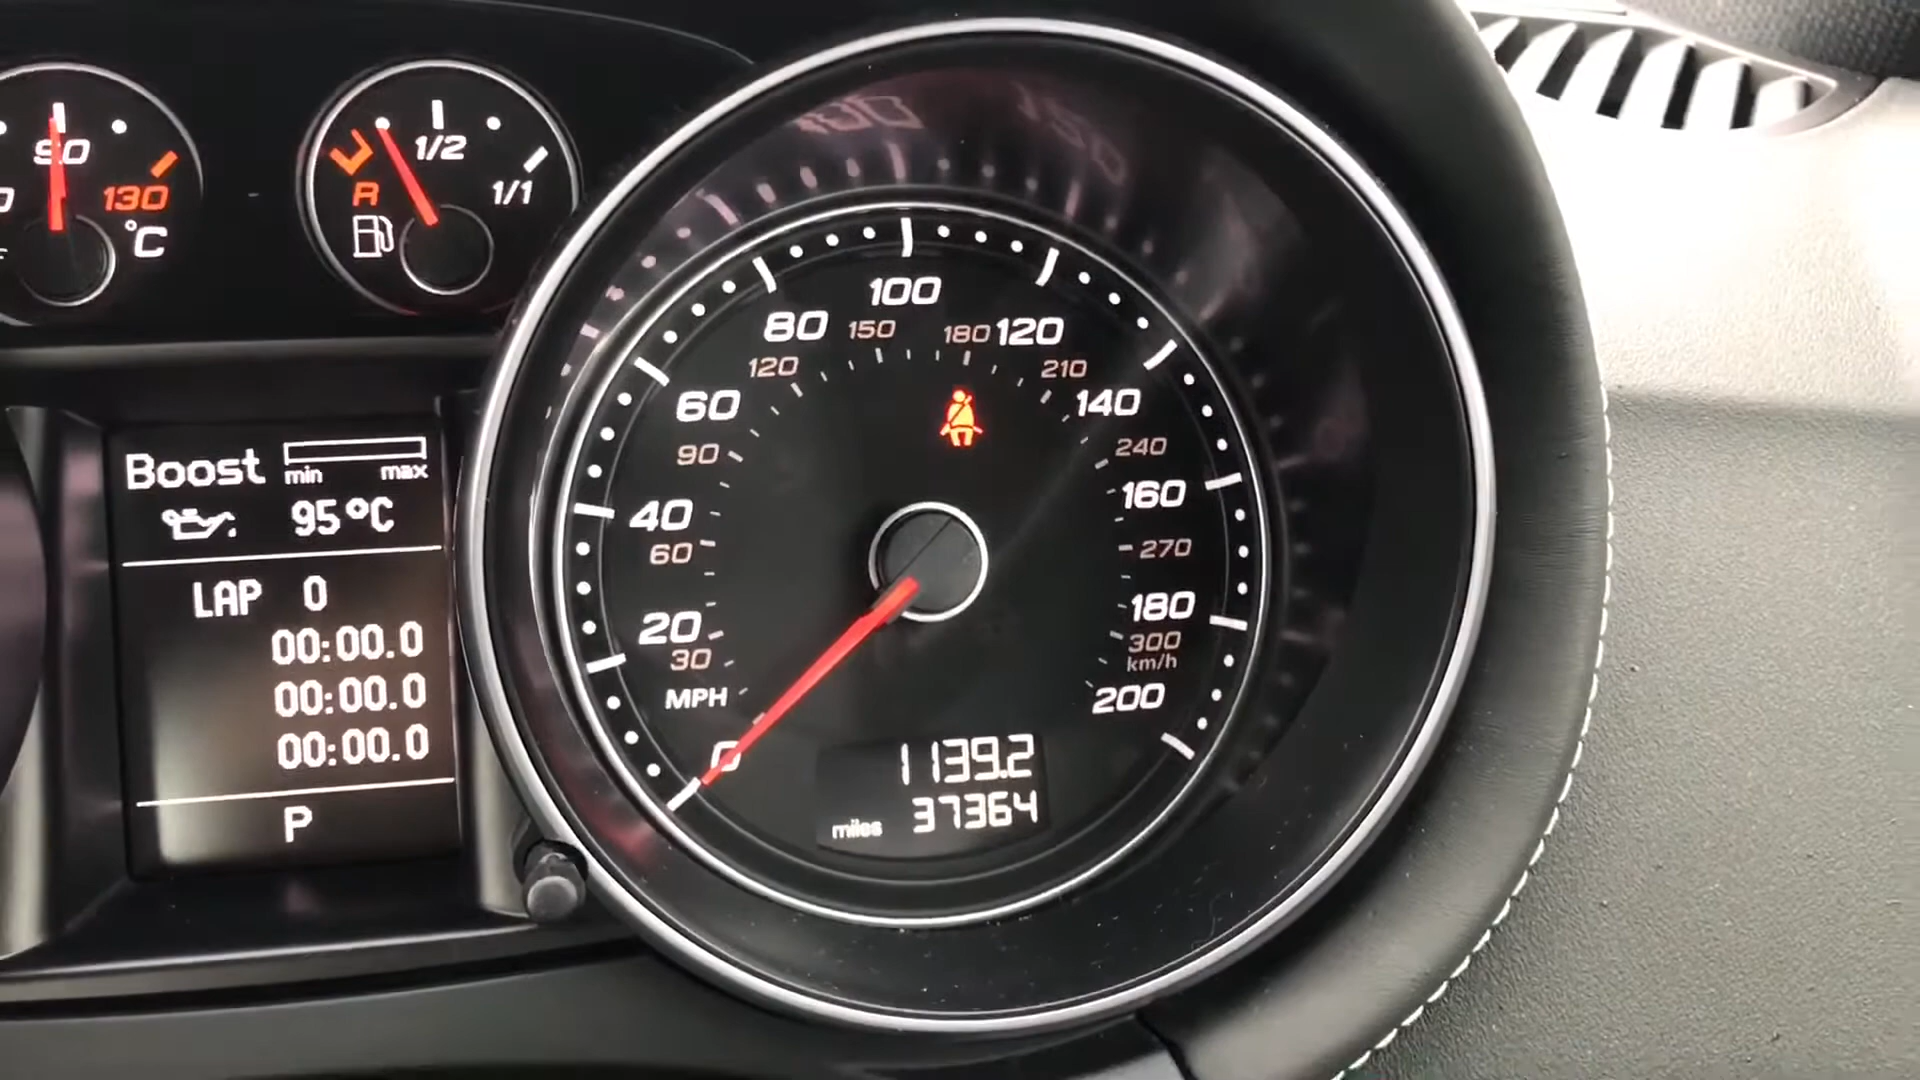 90
130
°C
1/2
R
1/1
Boost
min max
95°C
LAP 0
00:00.0
00:00.0
00:00.0
P
100
80 150 180 120
120 210
60 140
90 240
40 160
60 270
20 180
30 300
km/h
MPH 200
0
1139.2
miles 37364